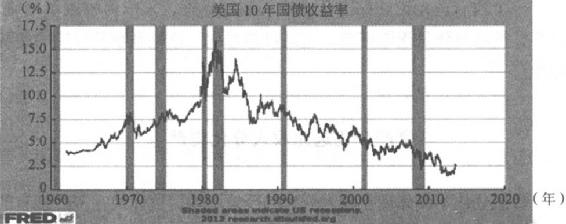 (%)
美国10年国债收益率
17.5
15.0
12.5
10.0
7.5
5.0
2.5
0
1960 1970 1980 1990 2000 2010 2020 (年)
Shaded areas indicate US recessions.
FRED 2013 research.stlouisfed.org